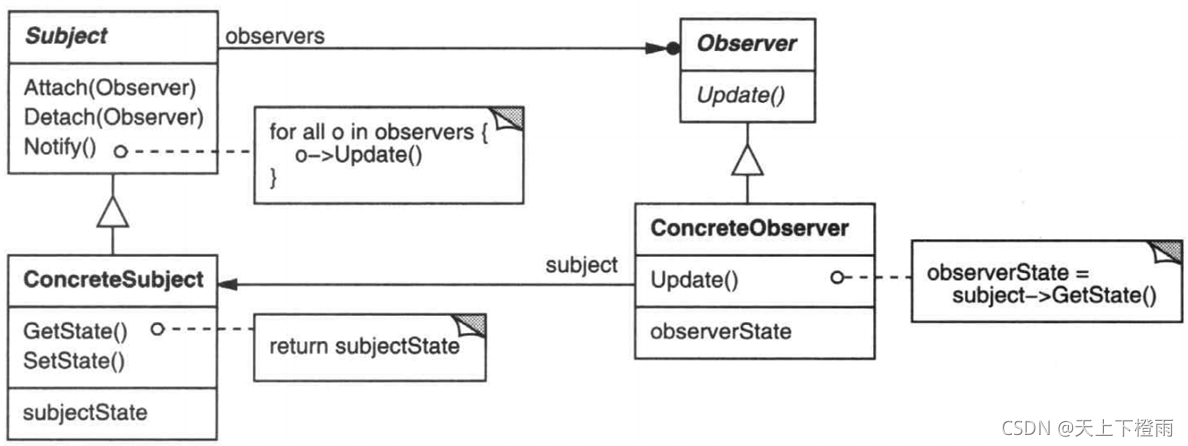 Subject
Attach(Observer)
Detach(Observer)
Notify()
observers
Observer
Update()
for all o in observers {
o->Update()
}
ConcreteSubject
GetState()
SetState()
subjectState
return subjectState
subject
ConcreteObserver
Update()
observerState
observerState =
subject->GetState()
CSDN @天上下橙雨